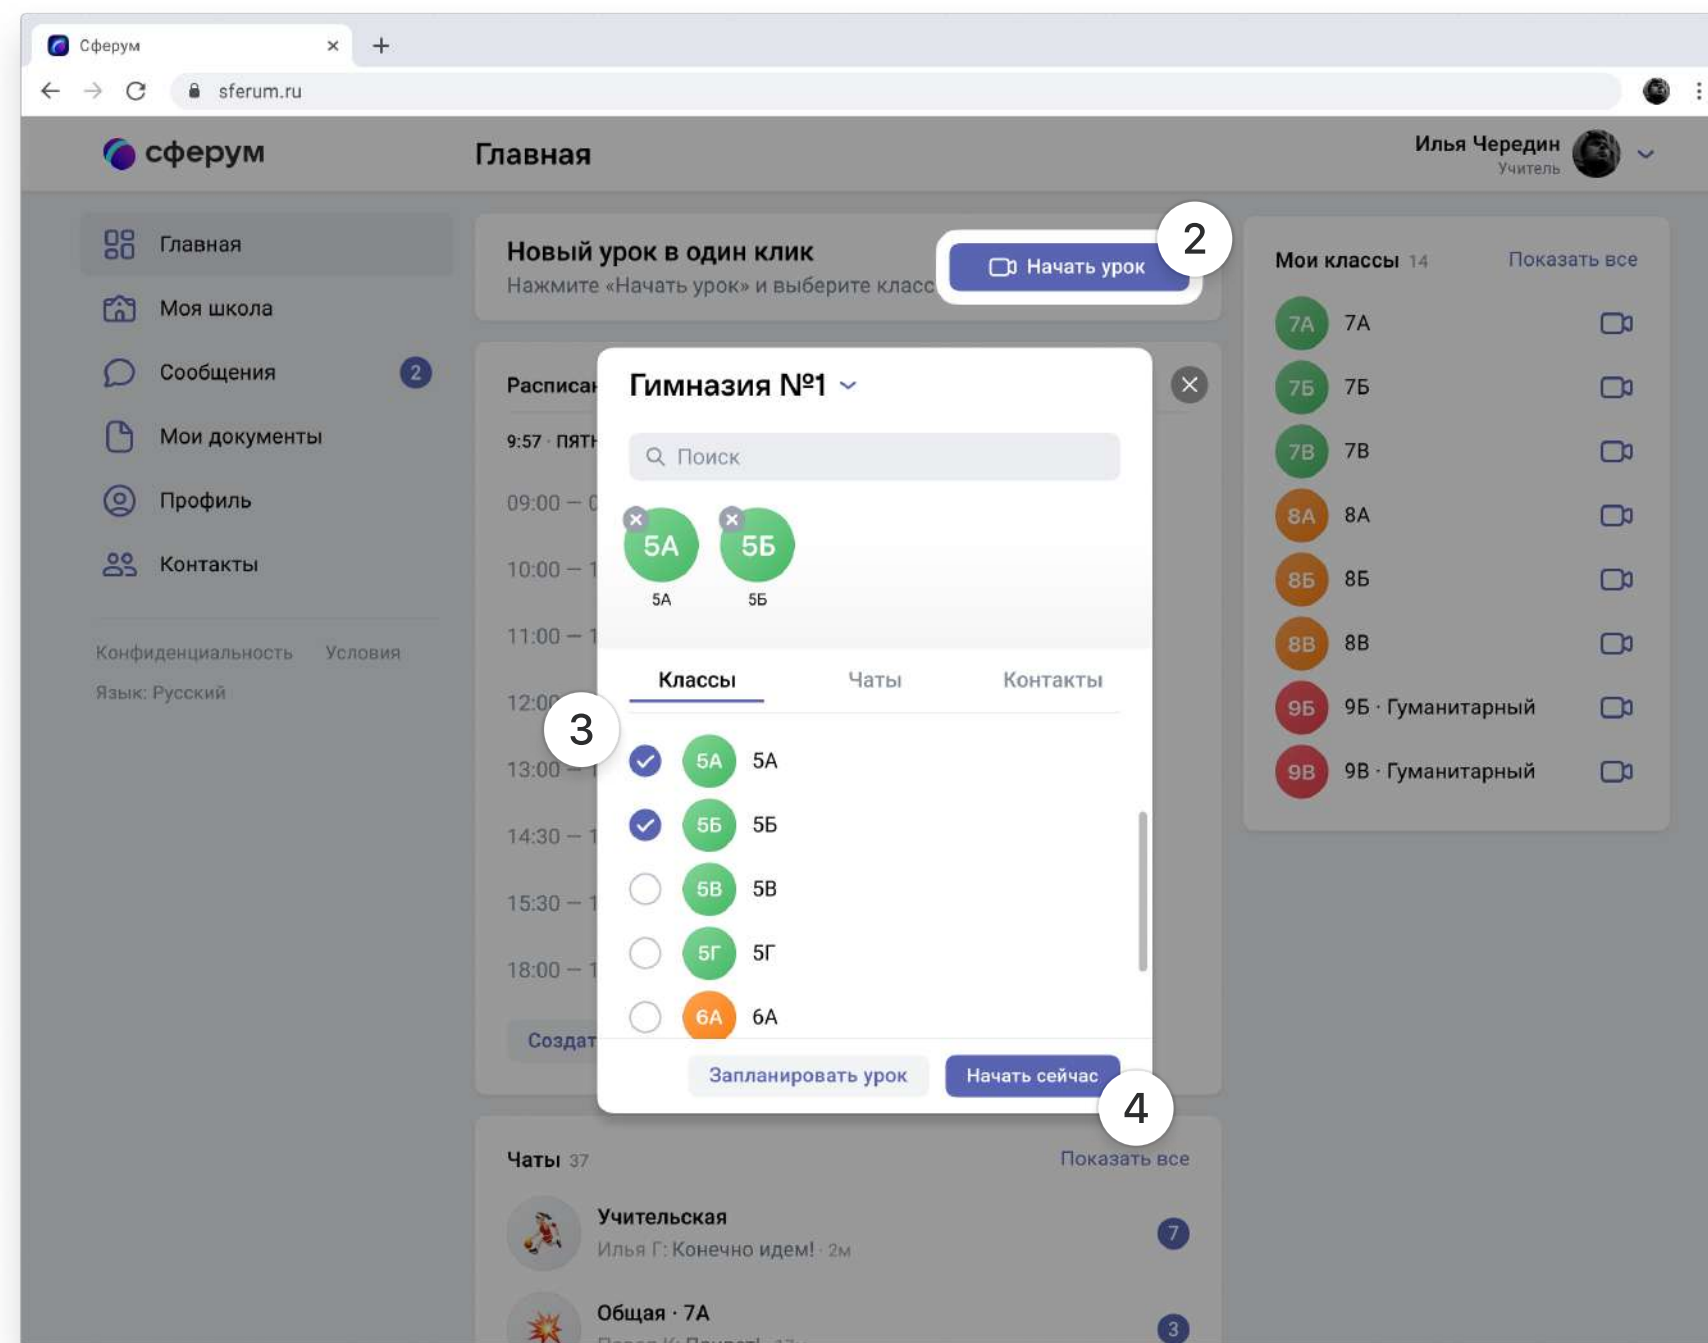 Сферум
sferum.ru
сферум
Главная
Илья Чередин
Учитель
Главная
Моя школа
Сообщения 2
Мои документы
Профиль
Контакты
Конфиденциальность Условия
Язык: Русский
Новый урок в один клик
Нажмите «Начать урок» и выберите класс
Начать урок
2
9:57
09:00 —
10:00 —
11:00 —
13:00 —
14:30 —
15:30 —
18:00 —
Гимназия №1
Поиск
5А 5Б
5А 5Б
Классы Чаты Контакты
3
5А 5А
5Б 5Б
5В 5В
5Г 5Г
6А 6А
Запланировать урок Начать сейчас
4
Чаты 37 Показать все
Учительская
Илья Г: Конечно идем! · 2м
7
Общая · 7А
3
Мои классы 14 Показать все
7А 7А
7Б 7Б
7В 7В
8А 8А
8Б 8Б
8В 8В
9Б 9Б · Гуманитарный
9В 9В · Гуманитарный